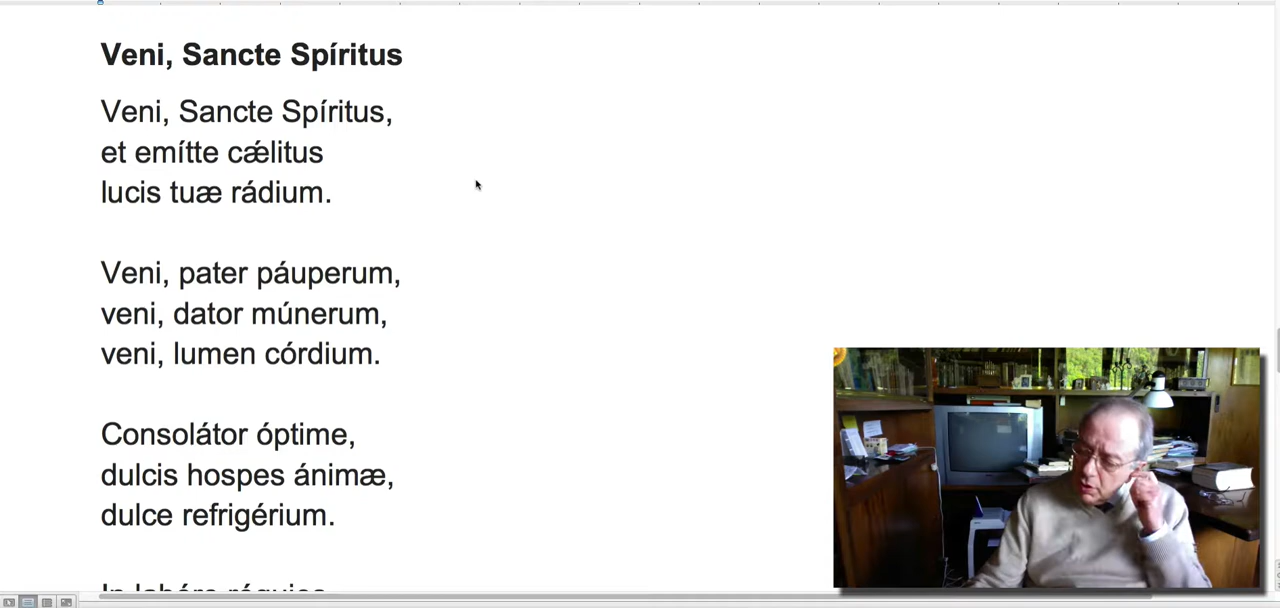 Veni, Sancte Spíritus
Veni, Sancte Spíritus,
et emítte cǽlitus
lucis tuæ rádium.
Veni, pater páuperum,
veni, dator múnerum,
veni, lumen córdium.
Consolátor óptime,
dulcis hospes ánimæ,
dulce refrigérium.